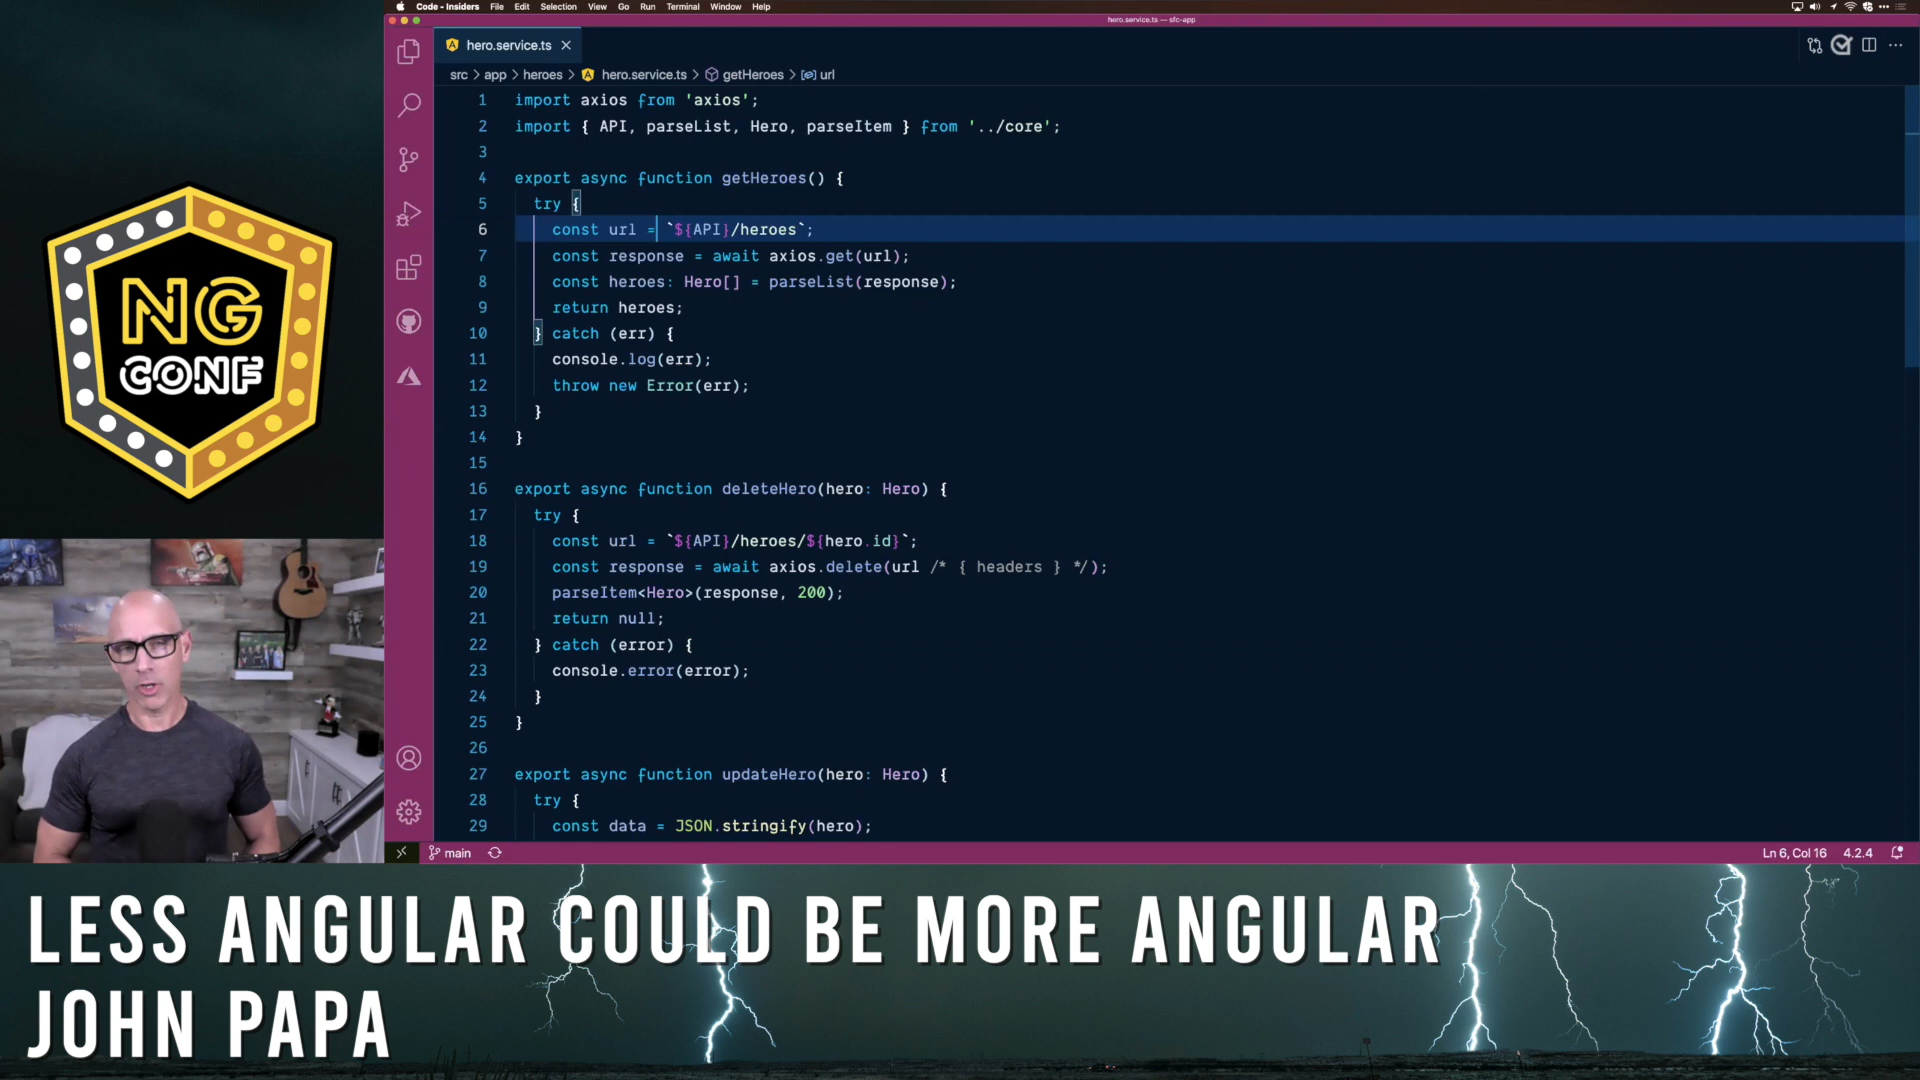 Code - Insiders File Edit Selection View Go Run Terminal Window Help
hero.service.ts — sfc-app
hero.service.ts
src > app > heroes > hero.service.ts > getHeroes > url
1 import axios from 'axios';
2 import { API, parseList, Hero, parseItem } from '../core';
3
4 export async function getHeroes() {
5 try {
6 const url = `${API}/heroes`;
7 const response = await axios.get(url);
8 const heroes: Hero[] = parseList(response);
9 return heroes;
10 } catch (err) {
11 console.log(err);
12 throw new Error(err);
13 }
14 }
15
16 export async function deleteHero(hero: Hero) {
17 try {
18 const url = `${API}/heroes/${hero.id}`;
19 const response = await axios.delete(url /* { headers } */);
20 parseItem<Hero>(response, 200);
21 return null;
22 } catch (error) {
23 console.error(error);
24 }
25 }
26
27 export async function updateHero(hero: Hero) {
28 try {
29 const data = JSON.stringify(hero);
main
Ln 6, Col 16 4.2.4
NG
CONF
LESS ANGULAR COULD BE MORE ANGULAR
JOHN PAPA